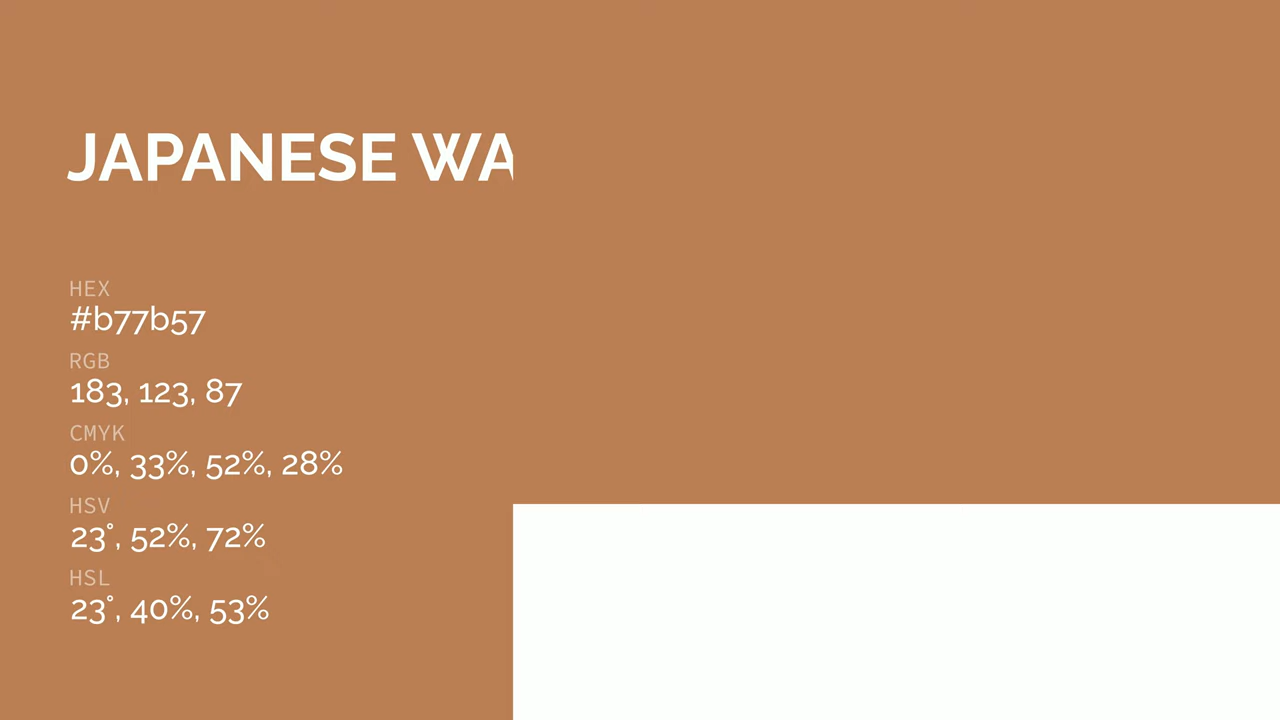 JAPANESE WA
HEX
#b77b57
RGB
183, 123, 87
CMYK
0%, 33%, 52%, 28%
HSV
23°, 52%, 72%
HSL
23°, 40%, 53%